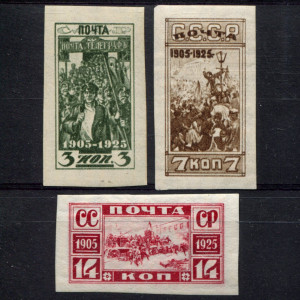 ПОЧТА
ПОЧТА ТЕЛЕГРАФ
1905-1925
3 КОП 3
СССР
ПОЧТА
1905-1925
7 КОП 7
ПОЧТА
СС СР
1905 1925
14 КОП 14